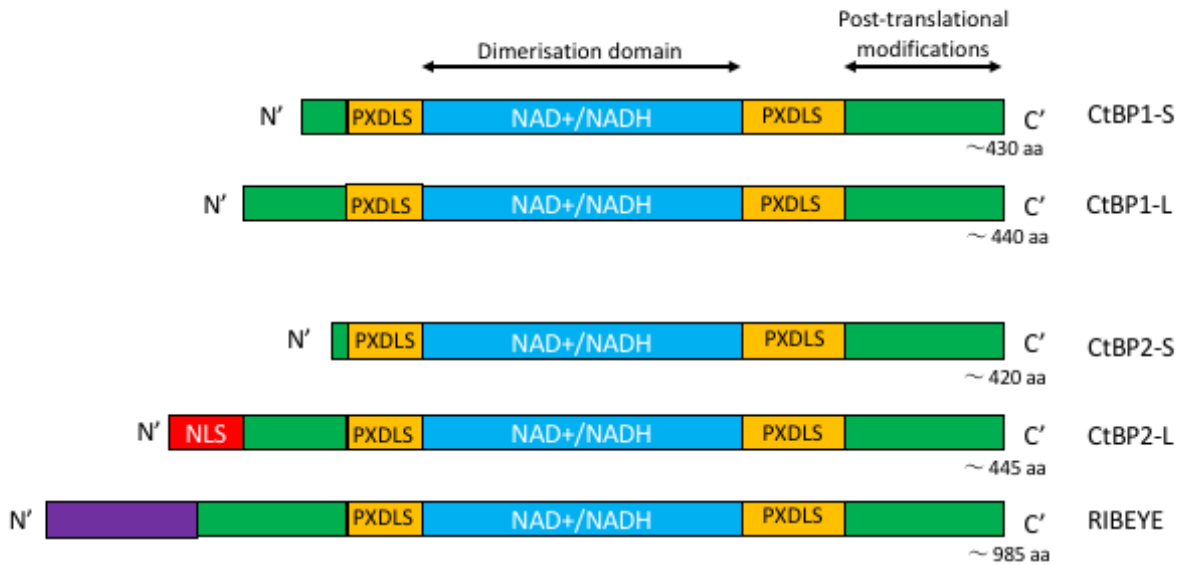 Post-translational
modifications
Dimerisation domain
N' PXDLS NAD+/NADH PXDLS C' CtBP1-S
~430 aa
N' PXDLS NAD+/NADH PXDLS C' CtBP1-L
~ 440 aa
N' PXDLS NAD+/NADH PXDLS C' CtBP2-S
~ 420 aa
N' NLS PXDLS NAD+/NADH PXDLS C' CtBP2-L
~ 445 aa
N' PXDLS NAD+/NADH PXDLS C' RIBEYE
~ 985 aa